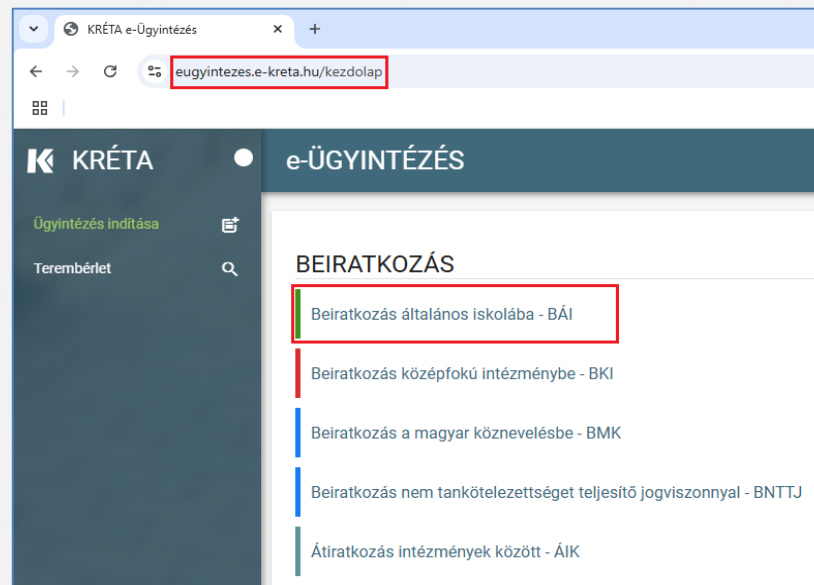 KRÉTA e-Ügyintézés
eugyintezes.e-kreta.hu/kezdolap
KRÉTA
e-ÜGYINTÉZÉS
Ügyintézés indítása
Terembérlet
BEIRATKOZÁS
Beiratkozás általános iskolába - BÁI
Beiratkozás középfokú intézménybe - BKI
Beiratkozás a magyar köznevelésbe - BMK
Beiratkozás nem tankötelezettséget teljesítő jogviszonnyal - BNTTJ
Átiratkozás intézmények között - ÁIK